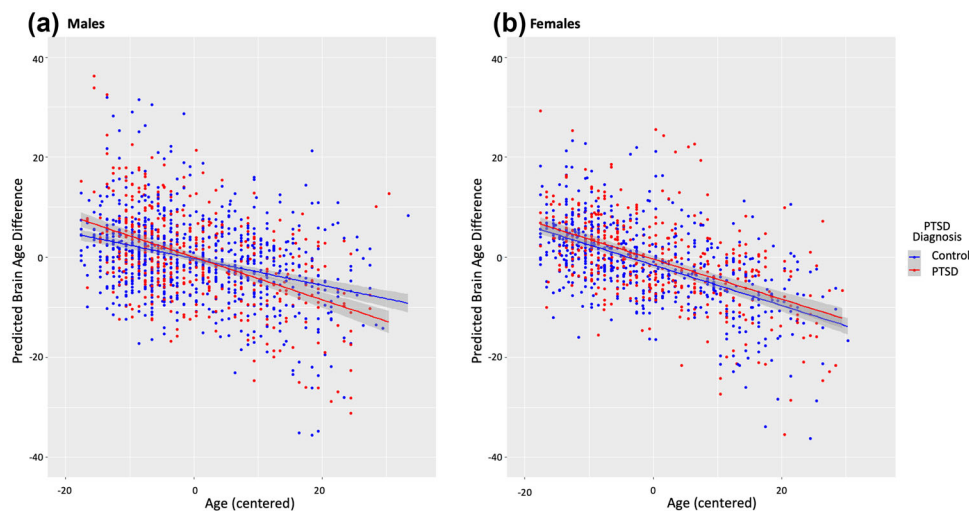 (a) Males
(b) Females
40
20
0
-20
-40
Predicted Brain Age Difference
-20
0
20
Age (centered)
40
20
0
-20
-40
Predicted Brain Age Difference
-20
0
20
Age (centered)
PTSD
Diagnosis
Control
PTSD